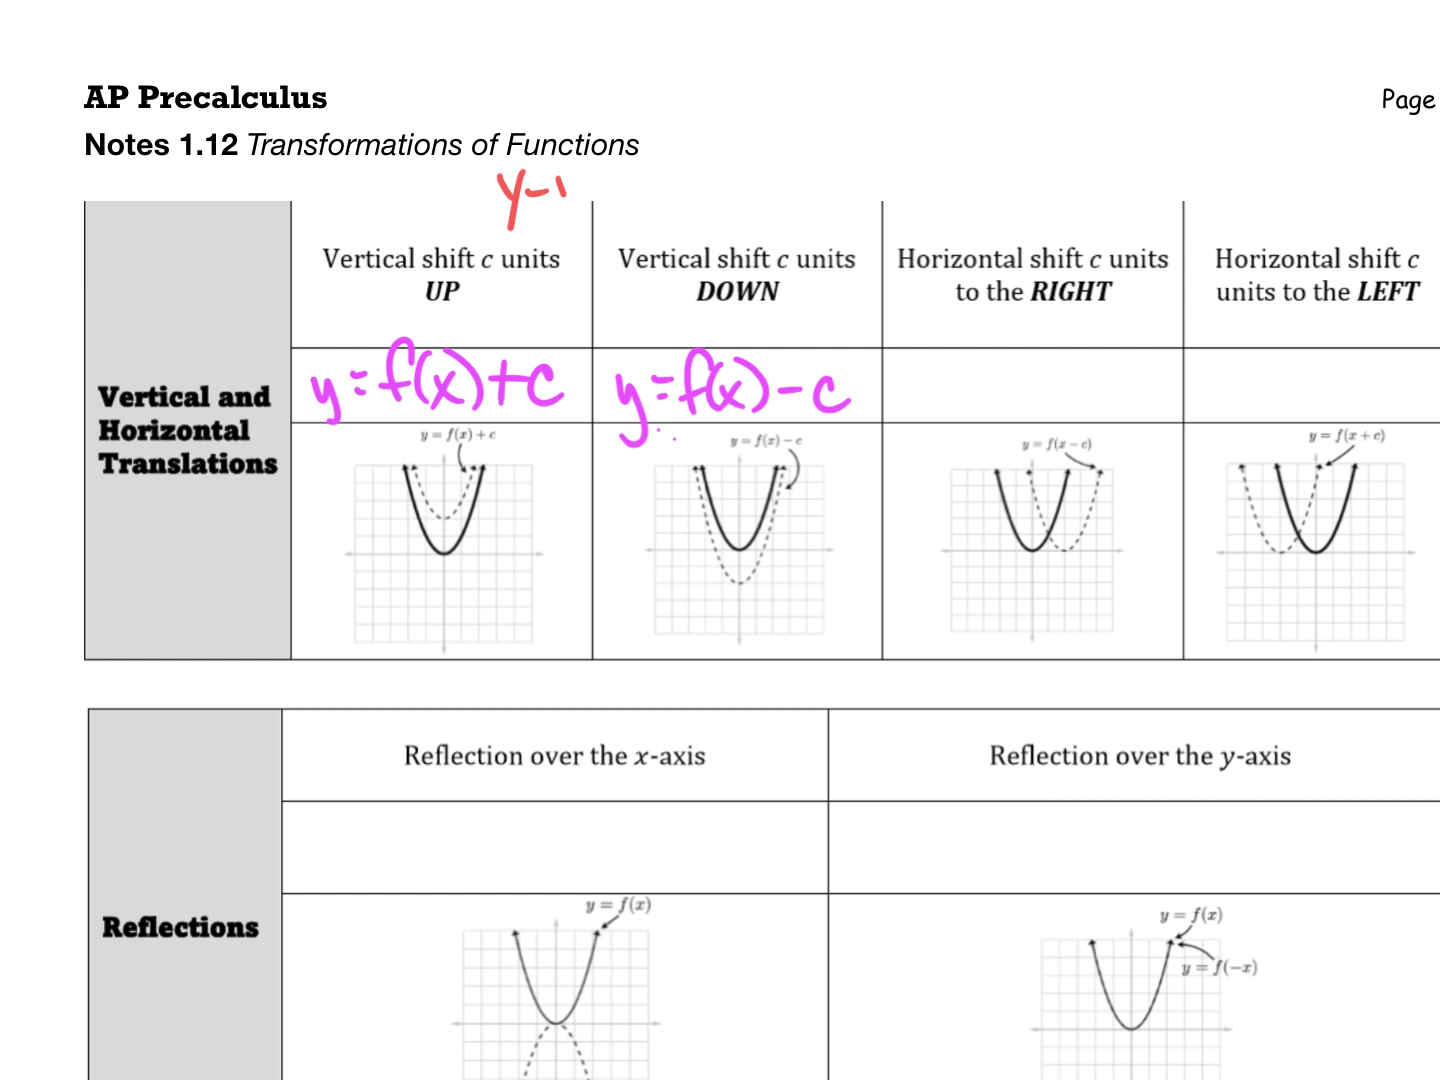 AP Precalculus
Page
Notes 1.12 Transformations of Functions
y-1
Vertical shift c units
UP
Vertical shift c units
DOWN
Horizontal shift c units
to the RIGHT
Horizontal shift c
units to the LEFT
Vertical and
Horizontal
Translations
y=f(x)+c
y=f(x)-c
y = f(x) + c
y = f(x) - c
y = f(x - c)
y = f(x + c)
Reflections
Reflection over the x-axis
Reflection over the y-axis
y = f(x)
y = f(x)
y = f(-x)